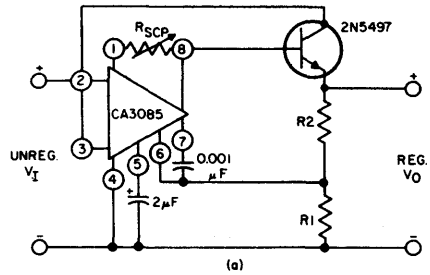 R_SCP
2N5497
1
8
+
2
+
CA3085
R2
3
7
UNREG.
V_I
6
0.001
μF
REG.
V_O
5
4
+
2μF
R1
–
–
(a)